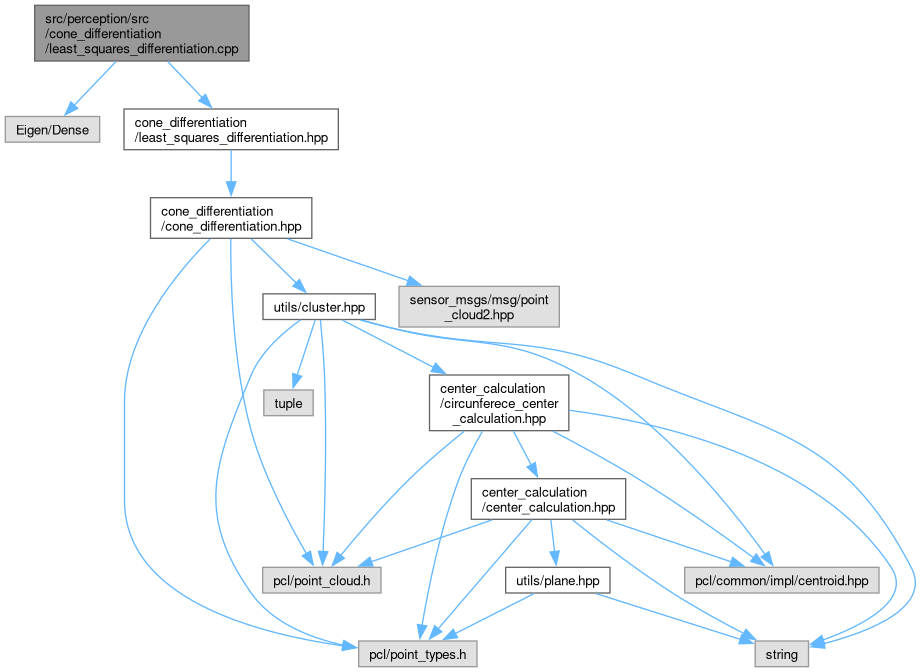 src/perception/src
/cone_differentiation
/least_squares_differentiation.cpp
Eigen/Dense
cone_differentiation
/least_squares_differentiation.hpp
cone_differentiation
/cone_differentiation.hpp
utils/cluster.hpp
sensor_msgs/msg/point
_cloud2.hpp
tuple
center_calculation
/circunferece_center
_calculation.hpp
center_calculation
/center_calculation.hpp
pcl/point_cloud.h
utils/plane.hpp
pcl/common/impl/centroid.hpp
pcl/point_types.h
string